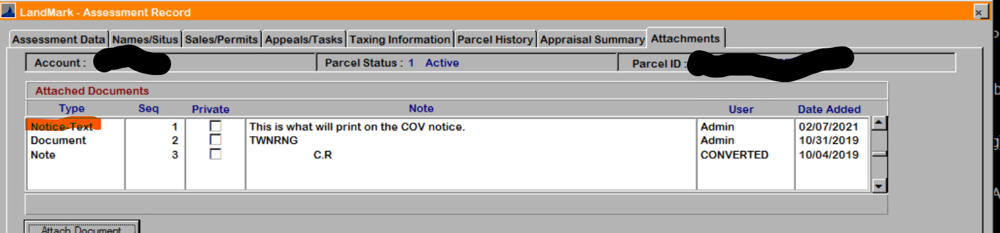 LandMark - Assessment Record
Assessment Data Names/Situs Sales/Permits Appeals/Tasks Taxing Information Parcel History Appraisal Summary Attachments
Account : Parcel Status : 1 Active Parcel ID :
Attached Documents
Type Seq Private Note User Date Added
Notice-Text 1 This is what will print on the COV notice. Admin 02/07/2021
Document 2 TWNRNG Admin 10/31/2019
Note 3 C.R CONVERTED 10/04/2019
Attach Document